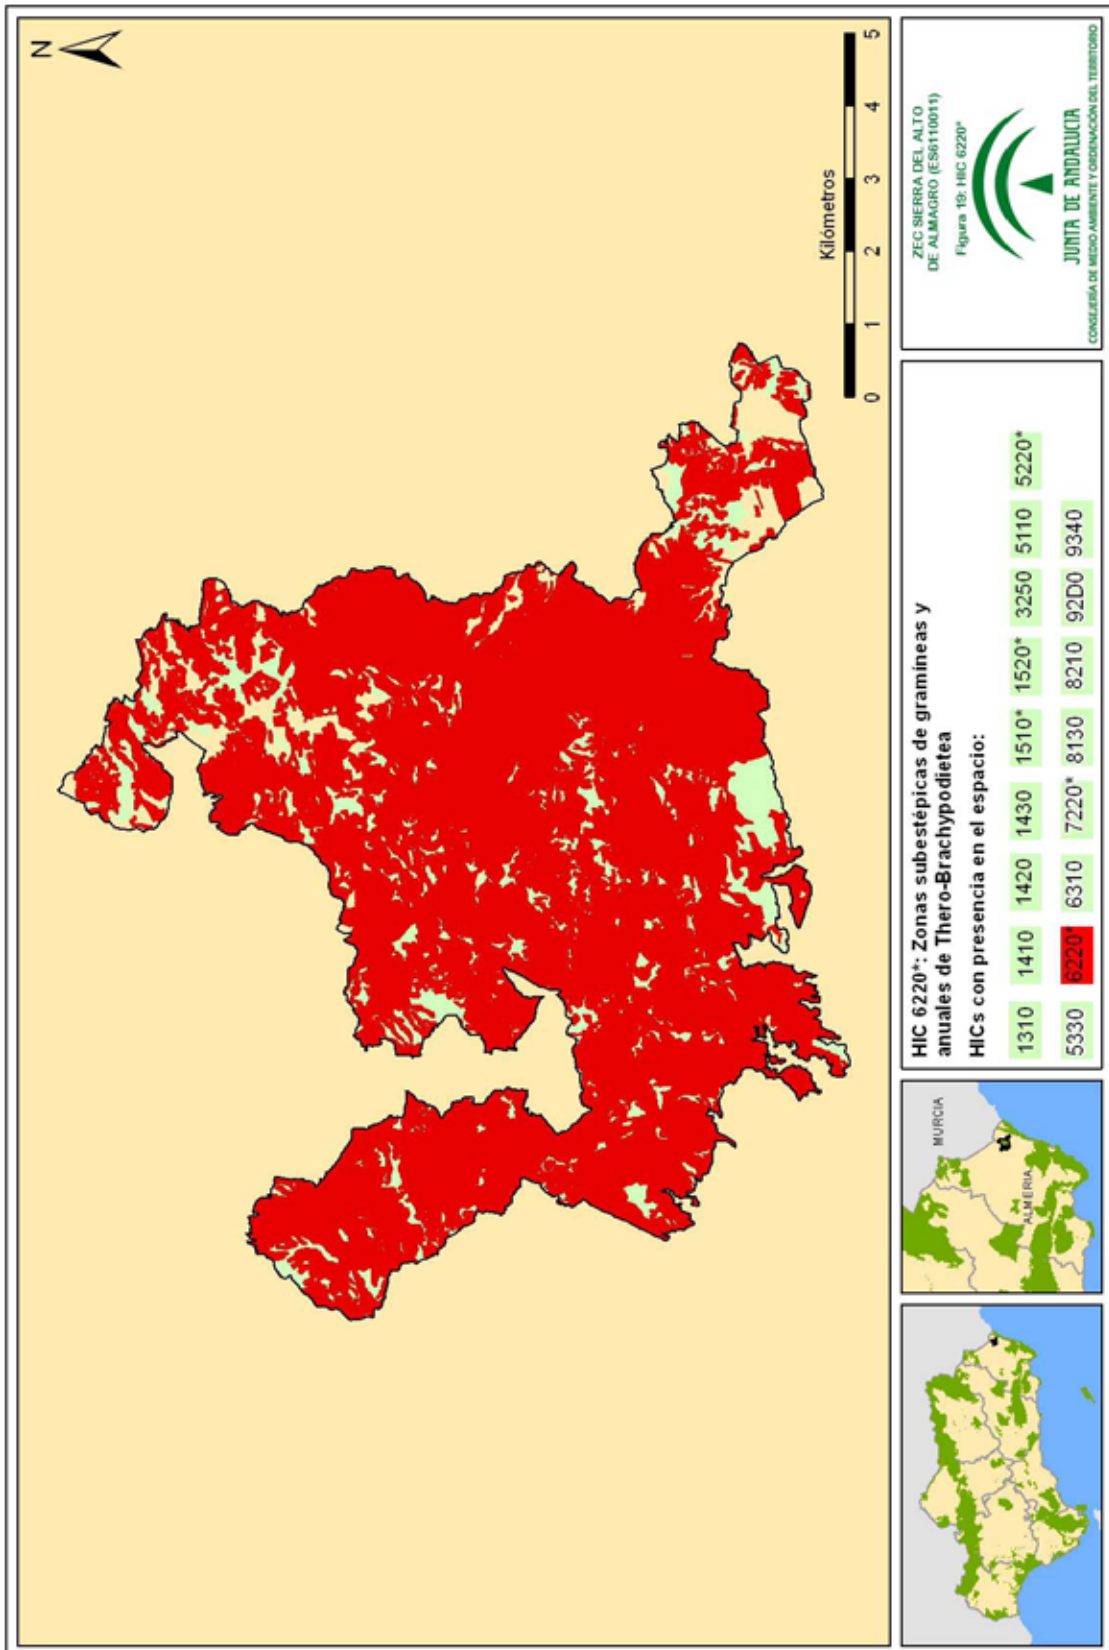 N
Kilómetros
0 1 2 3 4 5
MURCIA
ALMERIA
HIC 6220*: Zonas subestépicas de gramíneas y
anuales de Thero-Brachypodietea
HICs con presencia en el espacio:
1310 1410 1420 1430 1510* 1520* 3250 5110 5220*
5330 6220* 6310 7220* 8130 8210 92D0 9340
ZEC SIERRA DEL ALTO
DE ALMAGRO (ES6110011)
Figura 19: HIC 6220*
JUNTA DE ANDALUCIA
CONSEJERÍA DE MEDIO AMBIENTE Y ORDENACIÓN DEL TERRITORIO